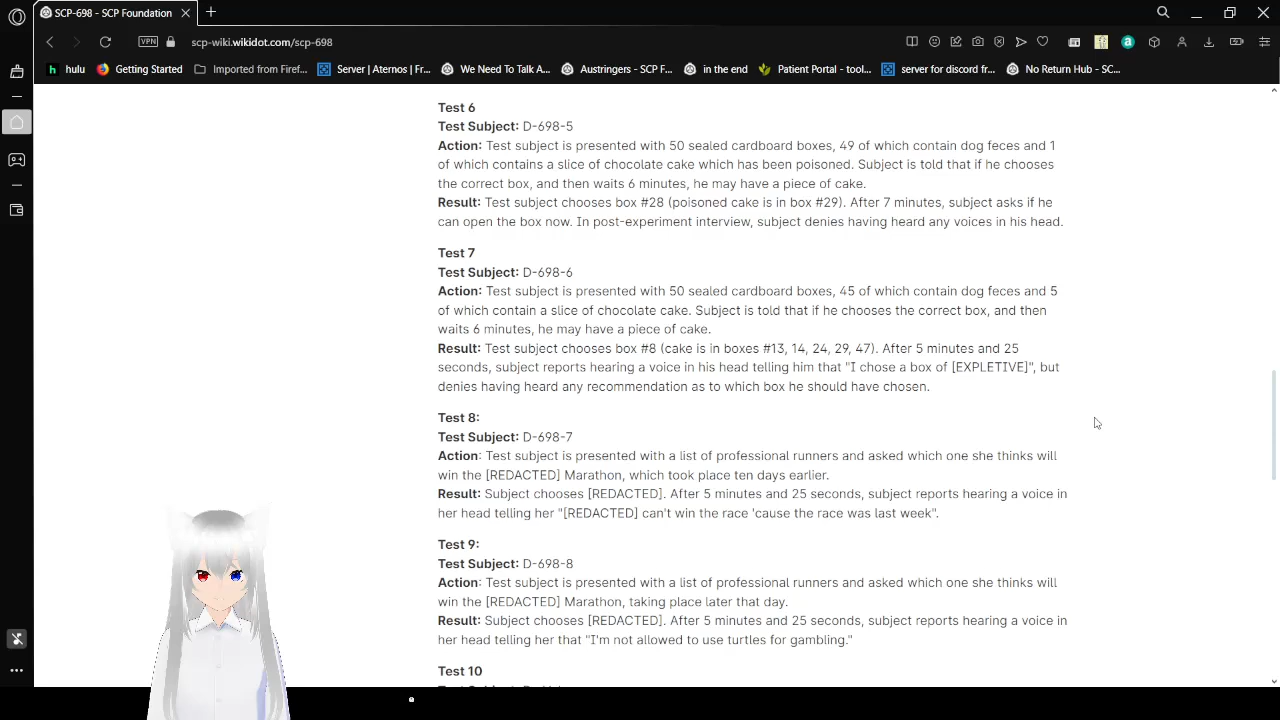 SCP-698 - SCP Foundation
VPN
scp-wiki.wikidot.com/scp-698
hulu
Getting Started
Imported from Firef...
Server | Aternos | Fr...
We Need To Talk A...
Austringers - SCP F...
in the end
Patient Portal - tool...
server for discord fr...
No Return Hub - SC...
Test 6
Test Subject: D-698-5
Action: Test subject is presented with 50 sealed cardboard boxes, 49 of which contain dog feces and 1
of which contains a slice of chocolate cake which has been poisoned. Subject is told that if he chooses
the correct box, and then waits 6 minutes, he may have a piece of cake.
Result: Test subject chooses box #28 (poisoned cake is in box #29). After 7 minutes, subject asks if he
can open the box now. In post-experiment interview, subject denies having heard any voices in his head.
Test 7
Test Subject: D-698-6
Action: Test subject is presented with 50 sealed cardboard boxes, 45 of which contain dog feces and 5
of which contain a slice of chocolate cake. Subject is told that if he chooses the correct box, and then
waits 6 minutes, he may have a piece of cake.
Result: Test subject chooses box #8 (cake is in boxes #13, 14, 24, 29, 47). After 5 minutes and 25
seconds, subject reports hearing a voice in his head telling him that "I chose a box of [EXPLETIVE]", but
denies having heard any recommendation as to which box he should have chosen.
Test 8:
Test Subject: D-698-7
Action: Test subject is presented with a list of professional runners and asked which one she thinks will
win the [REDACTED] Marathon, which took place ten days earlier.
Result: Subject chooses [REDACTED]. After 5 minutes and 25 seconds, subject reports hearing a voice in
her head telling her "[REDACTED] can't win the race 'cause the race was last week".
Test 9:
Test Subject: D-698-8
Action: Test subject is presented with a list of professional runners and asked which one she thinks will
win the [REDACTED] Marathon, taking place later that day.
Result: Subject chooses [REDACTED]. After 5 minutes and 25 seconds, subject reports hearing a voice in
her head telling her that "I'm not allowed to use turtles for gambling."
Test 10